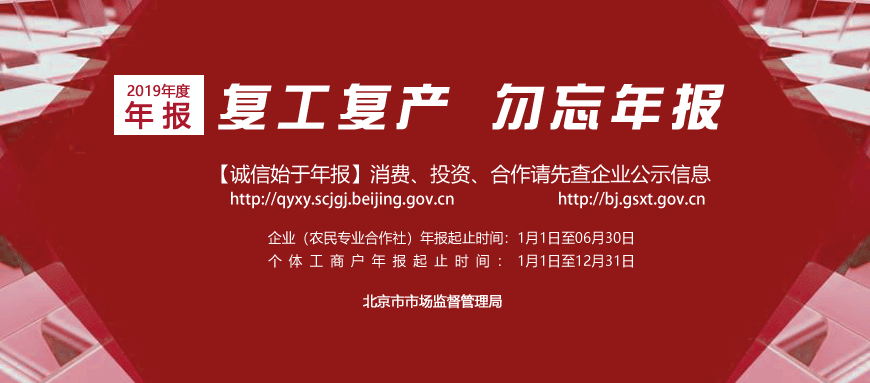 2019年度
年报
复工复产 勿忘年报
【诚信始于年报】消费、投资、合作请先查企业公示信息
http://qyxy.scjgj.beijing.gov.cn http://bj.gsxt.gov.cn
企业（农民专业合作社）年报起止时间：1月1日至06月30日
个体工商户年报起止时间：1月1日至12月31日
北京市市场监督管理局